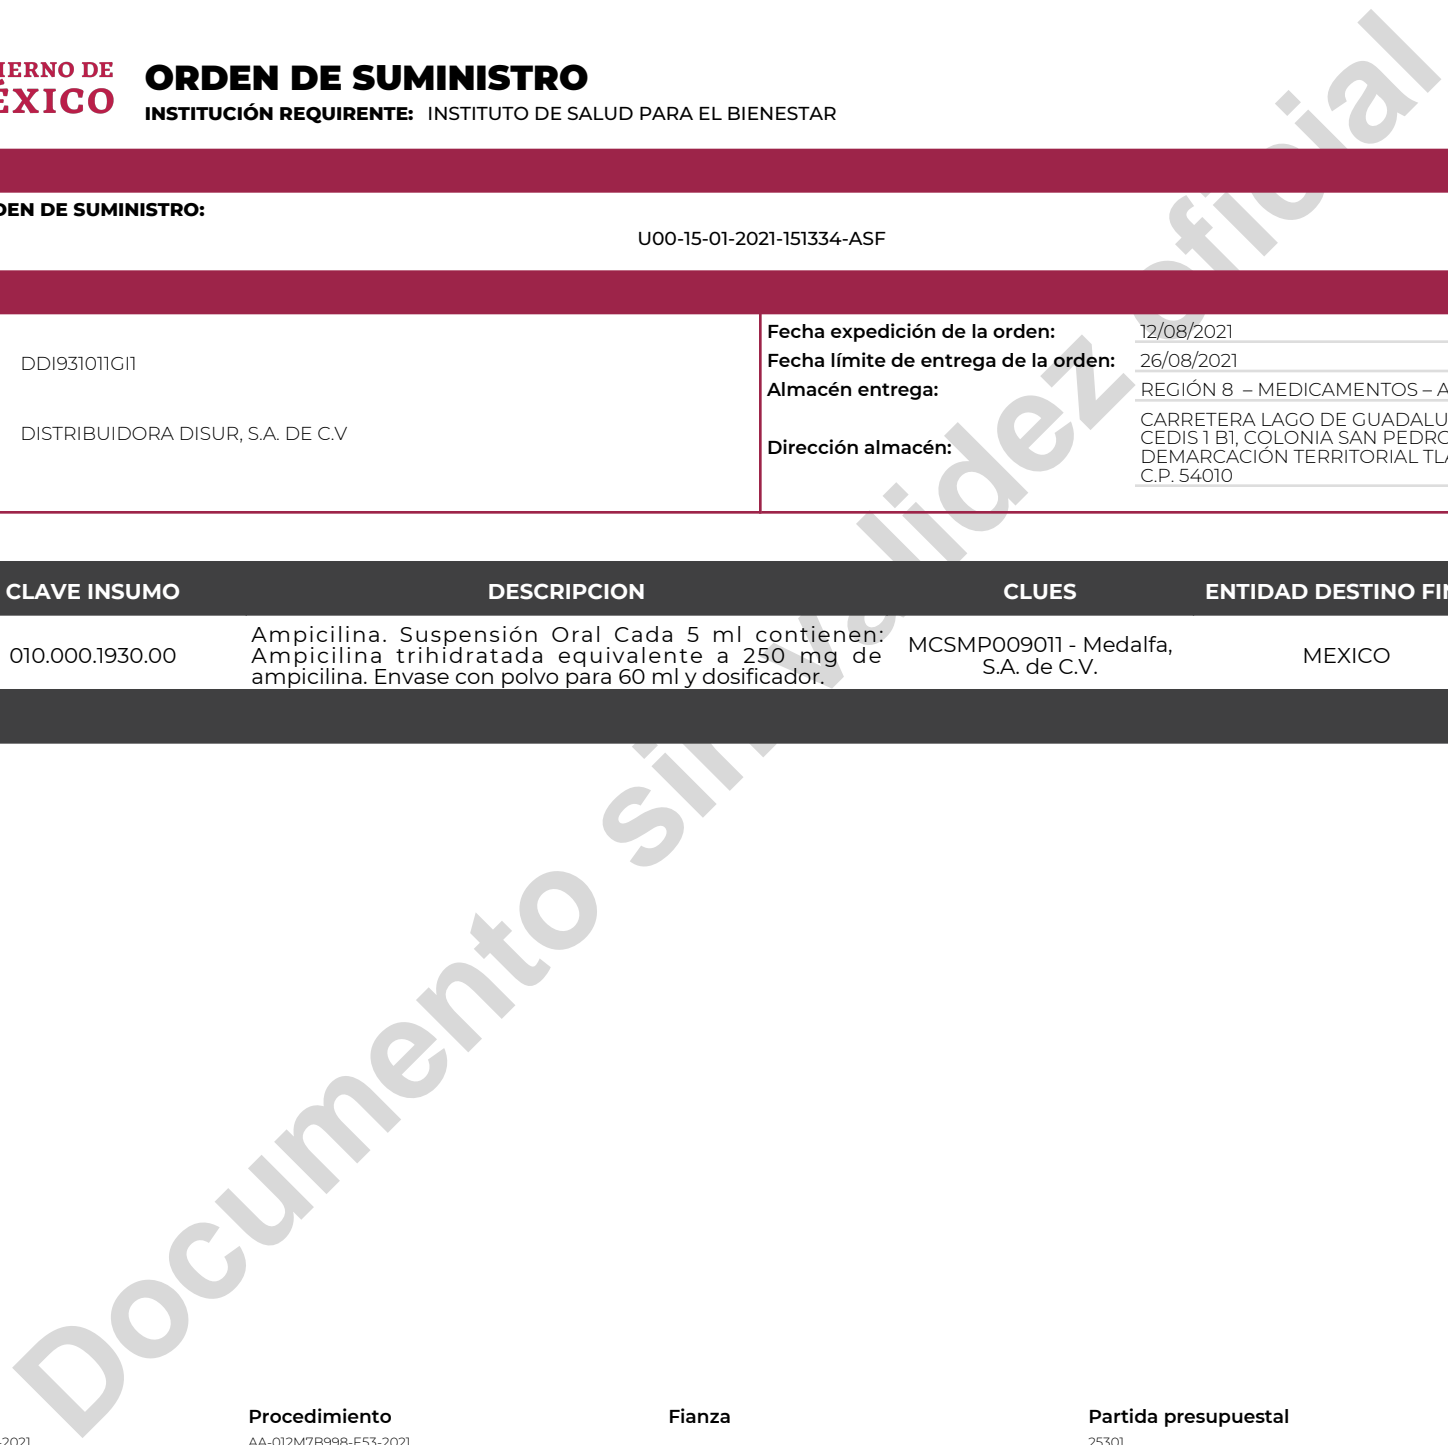 IERNO DE
ÉXICO
ORDEN DE SUMINISTRO
INSTITUCIÓN REQUIRENTE: INSTITUTO DE SALUD PARA EL BIENESTAR
DEN DE SUMINISTRO:
U00-15-01-2021-151334-ASF
DDI931011GI1
DISTRIBUIDORA DISUR, S.A. DE C.V
Fecha expedición de la orden: 12/08/2021
Fecha límite de entrega de la orden: 26/08/2021
Almacén entrega: REGIÓN 8 – MEDICAMENTOS – A
Dirección almacén:
CARRETERA LAGO DE GUADALU
CEDIS 1 B1, COLONIA SAN PEDRO
DEMARCACIÓN TERRITORIAL TLA
C.P. 54010
CLAVE INSUMO DESCRIPCION CLUES ENTIDAD DESTINO FIN
010.000.1930.00
Ampicilina. Suspensión Oral Cada 5 ml contienen:
Ampicilina trihidratada equivalente a 250 mg de
ampicilina. Envase con polvo para 60 ml y dosificador.
MCSMP009011 - Medalfa,
S.A. de C.V.
MEXICO
Documento sin validez oficial
Procedimiento Fianza Partida presupuestal
-2021 AA-012M7B998-E53-2021 25301